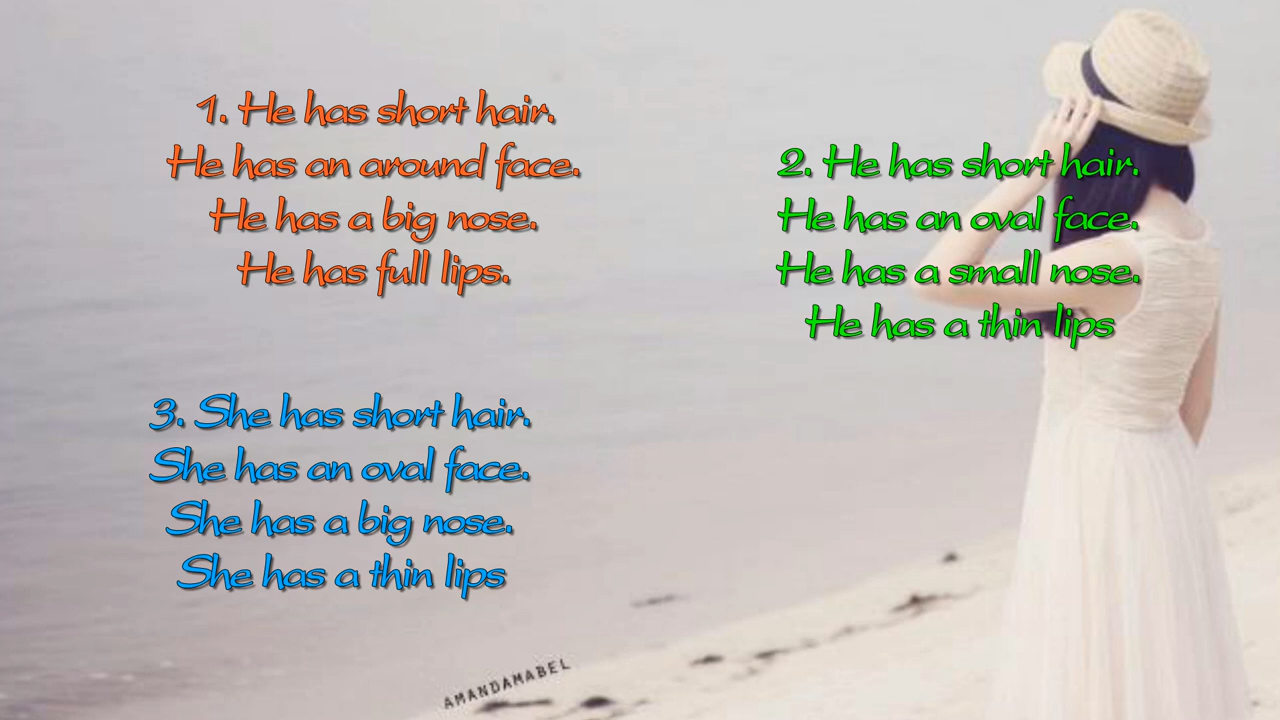 1. He has short hair.
He has an around face.
He has a big nose.
He has full lips.
2. He has short hair.
He has an oval face.
He has a small nose.
He has a thin lips
3. She has short hair.
She has an oval face.
She has a big nose.
She has a thin lips
AMANDAMABEL